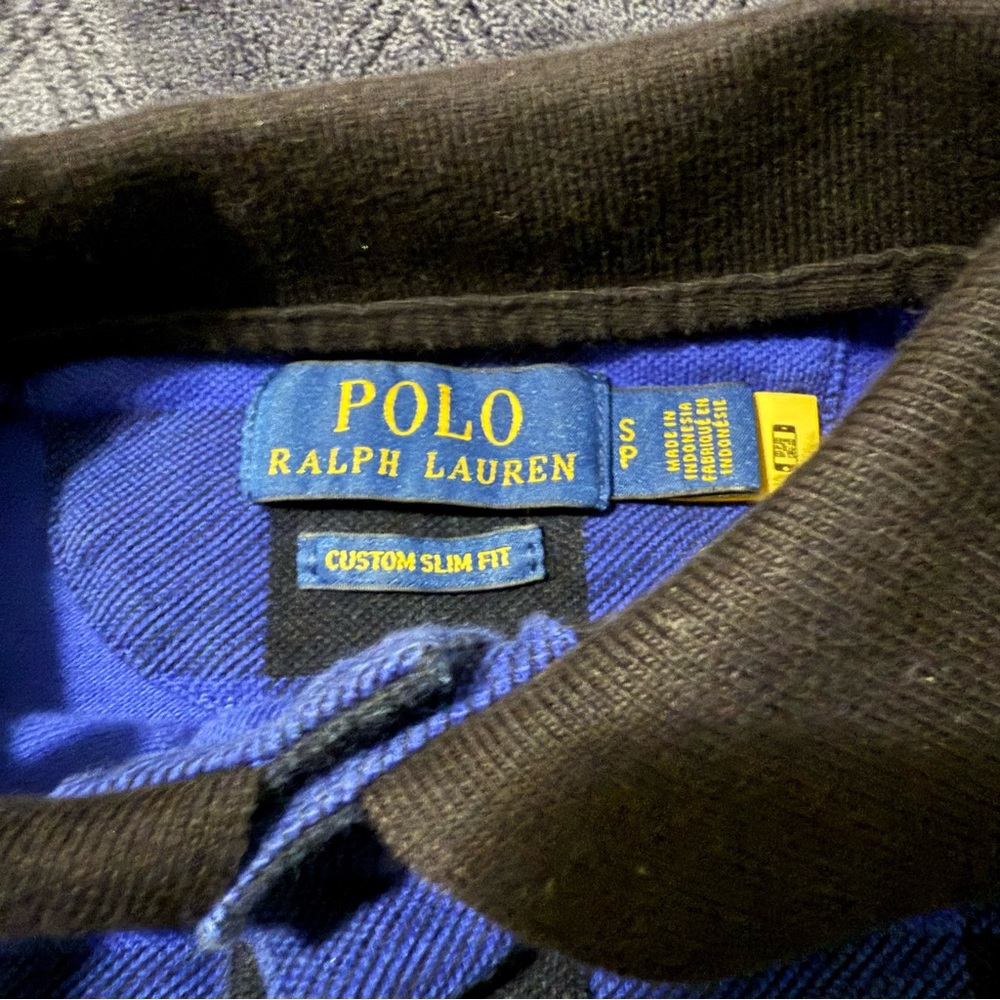 POLO
RALPH LAUREN
CUSTOM SLIM FIT
S
P
MADE IN
INDONESIA
FABRIQUÉ EN
INDONÉSIE